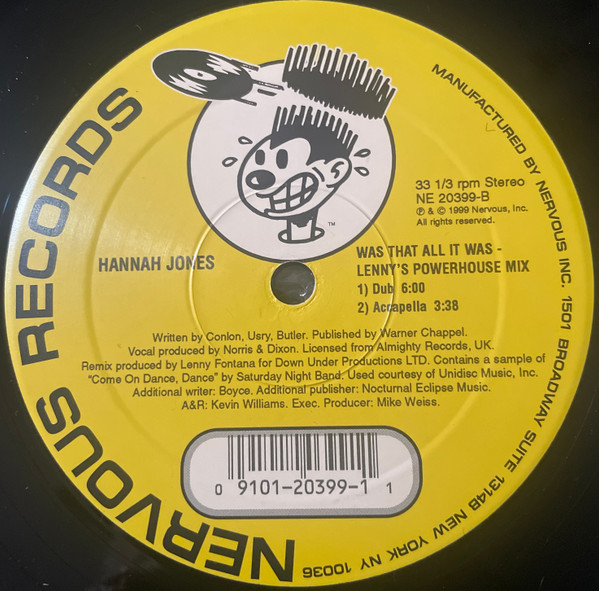 NERVOUS RECORDS
MANUFACTURED BY NERVOUS INC. 1501 BROADWAY SUITE 1314B NEW YORK NY 10036
TM
33 1/3 rpm Stereo
NE 20399-B
℗ & © 1999 Nervous, Inc.
All rights reserved.
HANNAH JONES
WAS THAT ALL IT WAS -
LENNY'S POWERHOUSE MIX
1) Dub 6:00
2) Accapella 3:38
Written by Conlon, Usry, Butler. Published by Warner Chappel.
Vocal produced by Norris & Dixon. Licensed from Almighty Records, UK.
Remix produced by Lenny Fontana for Down Under Productions LTD. Contains a sample of
"Come On Dance, Dance" by Saturday Night Band. Used courtesy of Unidisc Music, Inc.
Additional writer: Boyce. Additional publisher: Nocturnal Eclipse Music.
A&R: Kevin Williams. Exec. Producer: Mike Weiss.
0 9101-20399-1 1